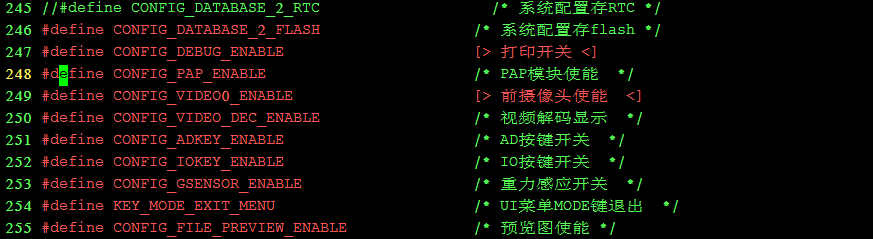 245 //#define CONFIG_DATABASE_2_RTC /* 系统配置存RTC */
246 #define CONFIG_DATABASE_2_FLASH /* 系统配置存flash */
247 #define CONFIG_DEBUG_ENABLE [> 打印开关 <]
248 #define CONFIG_PAP_ENABLE /* PAP模块使能 */
249 #define CONFIG_VIDEO0_ENABLE [> 前摄像头使能 <]
250 #define CONFIG_VIDEO_DEC_ENABLE /* 视频解码显示 */
251 #define CONFIG_ADKEY_ENABLE /* AD按键开关 */
252 #define CONFIG_IOKEY_ENABLE /* IO按键开关 */
253 #define CONFIG_GSENSOR_ENABLE /* 重力感应开关 */
254 #define KEY_MODE_EXIT_MENU /* UI菜单MODE键退出 */
255 #define CONFIG_FILE_PREVIEW_ENABLE /* 预览图使能 */